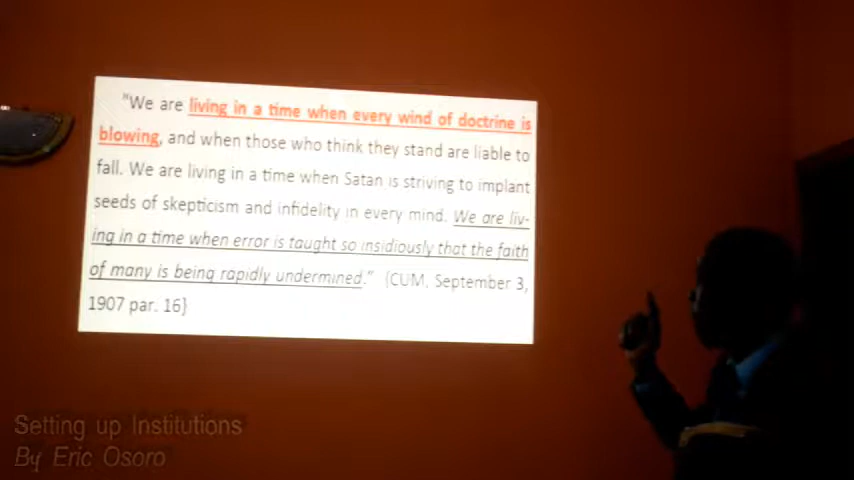 "We are living in a time when every wind of doctrine is
blowing, and when those who think they stand are liable to
fall. We are living in a time when Satan is striving to implant
seeds of skepticism and infidelity in every mind. We are liv-
ing in a time when error is taught so insidiously that the faith
of many is being rapidly undermined." (CUM, September 3,
1907 par. 16}
Setting up Institutions
By Eric Osoro